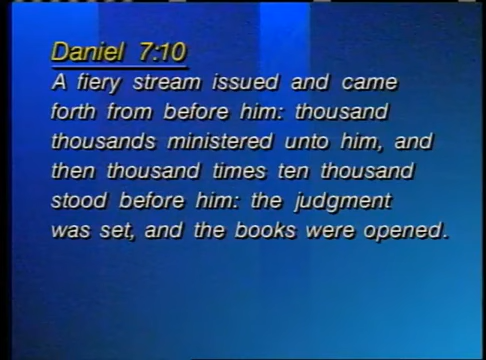 Daniel 7:10
A fiery stream issued and came
forth from before him: thousand
thousands ministered unto him, and
then thousand times ten thousand
stood before him: the judgment
was set, and the books were opened.